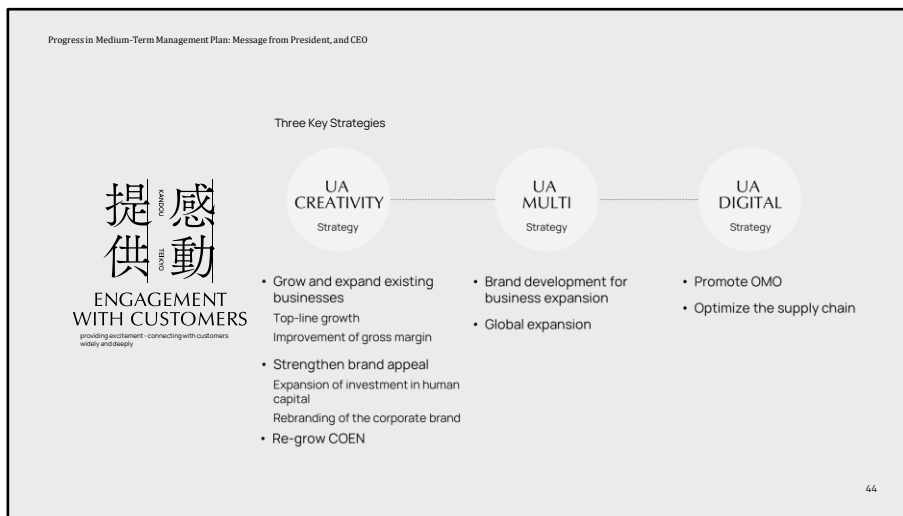 Progress in Medium-Term Management Plan: Message from President, and CEO
Three Key Strategies
感動
提供
KANDOU
TEIKYO
ENGAGEMENT
WITH CUSTOMERS
providing excitement - connecting with customers
widely and deeply
UA
CREATIVITY
Strategy
• Grow and expand existing
businesses
Top-line growth
Improvement of gross margin
• Strengthen brand appeal
Expansion of investment in human
capital
Rebranding of the corporate brand
• Re-grow COEN
UA
MULTI
Strategy
• Brand development for
business expansion
• Global expansion
UA
DIGITAL
Strategy
• Promote OMO
• Optimize the supply chain
44